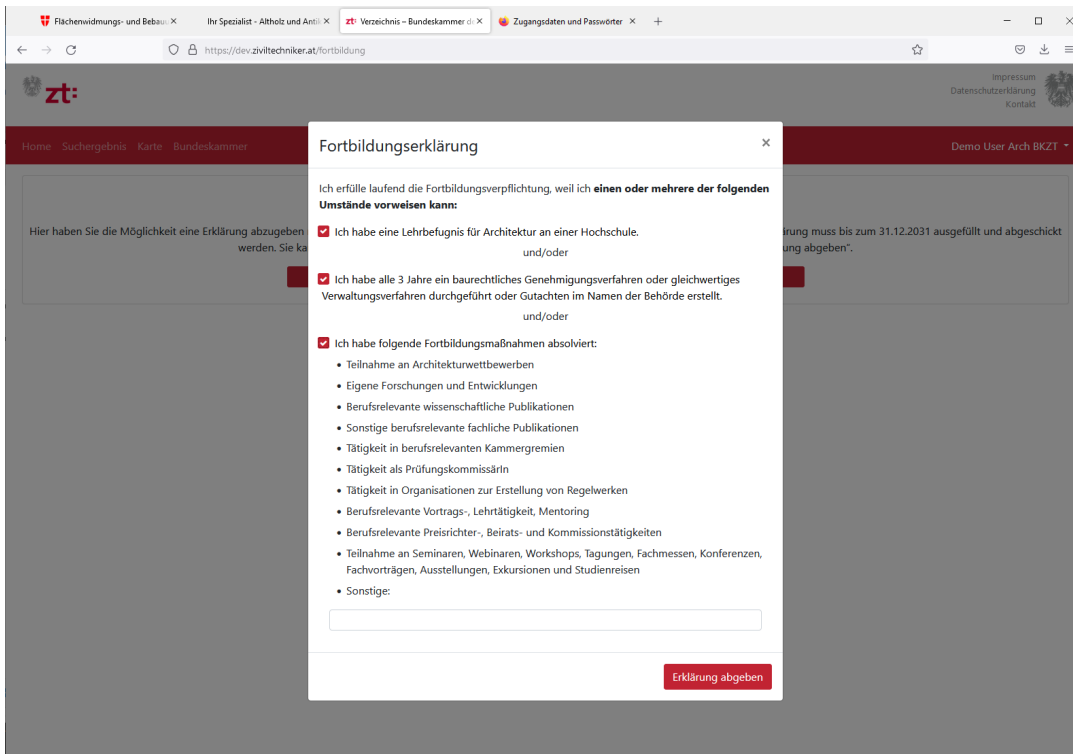 Flächenwidmungs- und Bebauu
Ihr Spezialist - Altholz und Antik
zt: Verzeichnis – Bundeskammer de
Zugangsdaten und Passwörter
https://dev.ziviltechniker.at/fortbildung
zt:
Impressum
Datenschutzerklärung
Kontakt
Home Suchergebnis Karte Bundeskammer
Demo User Arch BKZT
Fortbildungserklärung
Ich erfülle laufend die Fortbildungsverpflichtung, weil ich einen oder mehrere der folgenden
Umstände vorweisen kann:
Hier haben Sie die Möglichkeit eine Erklärung abzugeben
ärung muss bis zum 31.12.2031 ausgefüllt und abgeschickt
werden. Sie ka
ung abgeben".
Ich habe eine Lehrbefugnis für Architektur an einer Hochschule.
und/oder
Ich habe alle 3 Jahre ein baurechtliches Genehmigungsverfahren oder gleichwertiges
Verwaltungsverfahren durchgeführt oder Gutachten im Namen der Behörde erstellt.
und/oder
Ich habe folgende Fortbildungsmaßnahmen absolviert:
• Teilnahme an Architekturwettbewerben
• Eigene Forschungen und Entwicklungen
• Berufsrelevante wissenschaftliche Publikationen
• Sonstige berufsrelevante fachliche Publikationen
• Tätigkeit in berufsrelevanten Kammergremien
• Tätigkeit als PrüfungskommissärIn
• Tätigkeit in Organisationen zur Erstellung von Regelwerken
• Berufsrelevante Vortrags-, Lehrtätigkeit, Mentoring
• Berufsrelevante Preisrichter-, Beirats- und Kommissionstätigkeiten
• Teilnahme an Seminaren, Webinaren, Workshops, Tagungen, Fachmessen, Konferenzen,
Fachvorträgen, Ausstellungen, Exkursionen und Studienreisen
• Sonstige:
Erklärung abgeben